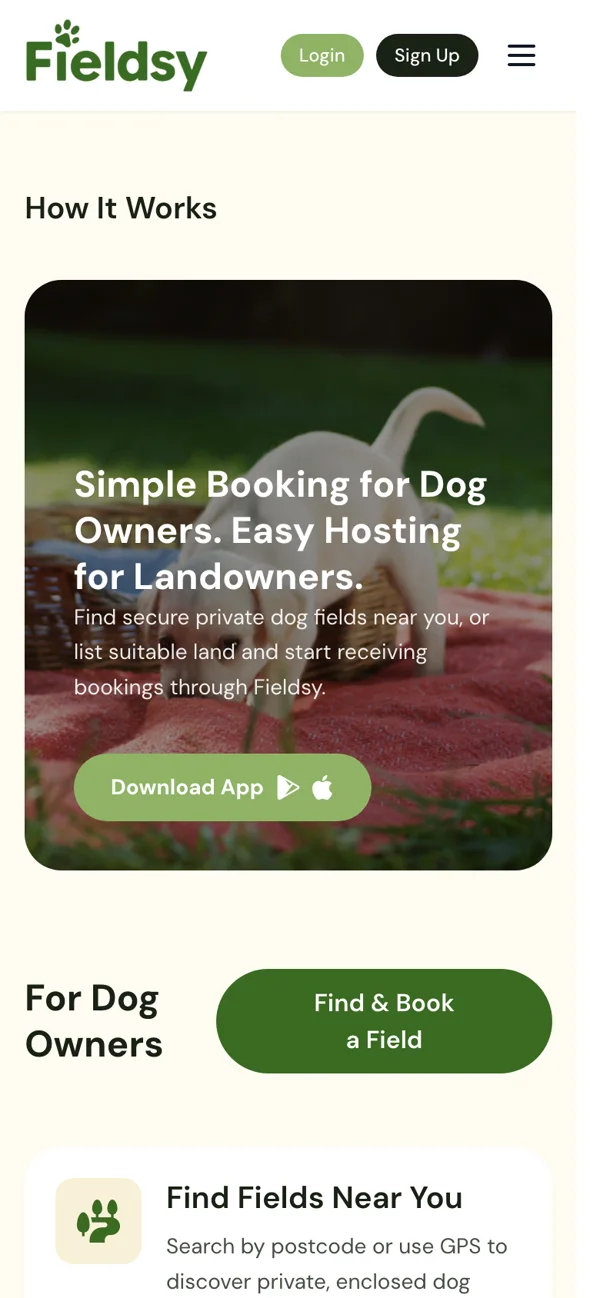 Fieldsy
Login
Sign Up
How It Works
Simple Booking for Dog
Owners. Easy Hosting
for Landowners.
Find secure private dog fields near you, or
list suitable land and start receiving
bookings through Fieldsy.
Download App
For Dog
Owners
Find & Book
a Field
Find Fields Near You
Search by postcode or use GPS to
discover private, enclosed dog